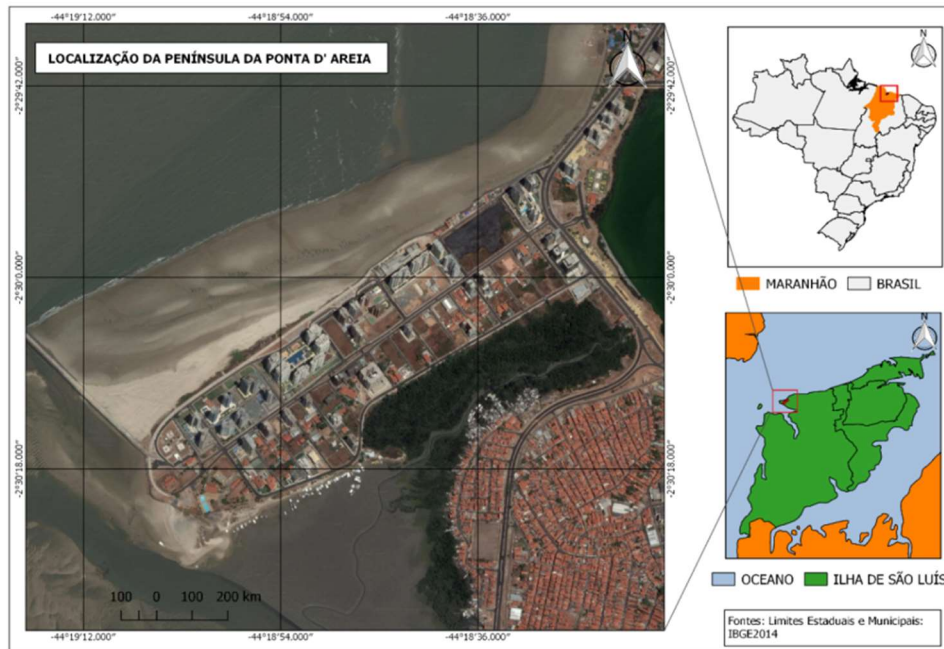 -44°19'12.000" -44°18'54.000" -44°18'36.000"
LOCALIZAÇÃO DA PENÍNSULA DA PONTA D' AREIA
N
-2°29'42.000" -2°29'42.000"
-2°30'0.000" -2°30'0.000"
-2°30'18.000" -2°30'18.000"
100 0 100 200 km
-44°19'12.000" -44°18'54.000" -44°18'36.000"
N
MARANHÃO BRASIL
N
OCEANO ILHA DE SÃO LUÍS
Fontes: Limites Estaduais e Municipais:
IBGE2014